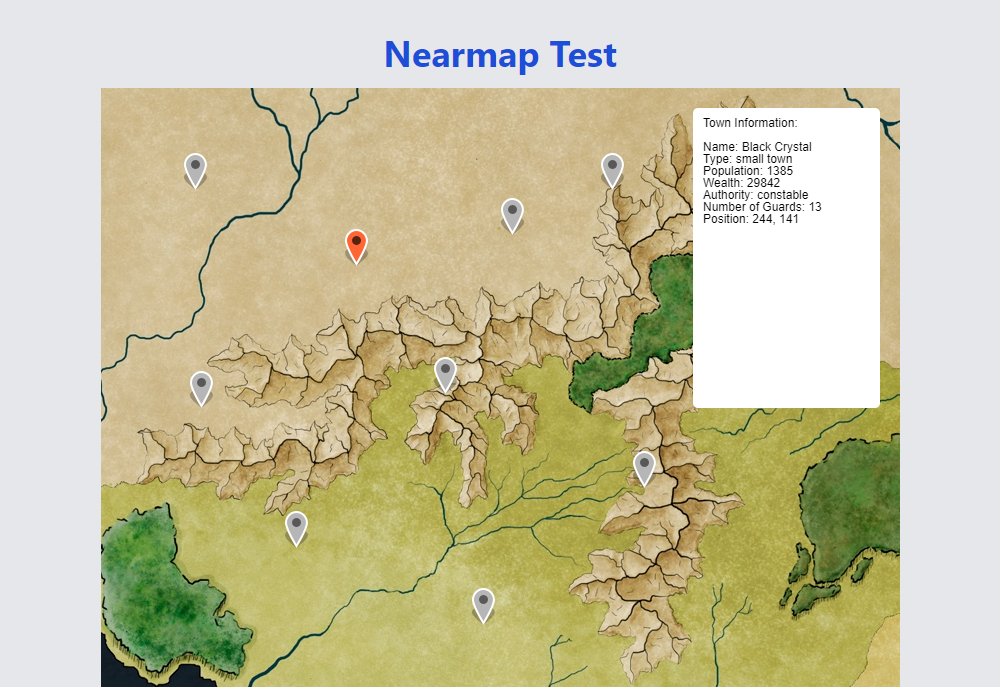 Nearmap Test
Town Information:
Name: Black Crystal
Type: small town
Population: 1385
Wealth: 29842
Authority: constable
Number of Guards: 13
Position: 244, 141